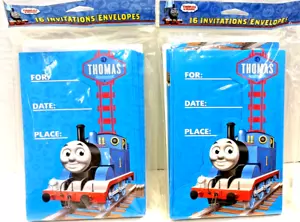 16 INVITATIONS/ENVELOPES
THOMAS
FOR:
DATE:
PLACE:
16 INVITATIONS/ENVELOPES
THOMAS
FOR:
DATE:
PLACE: